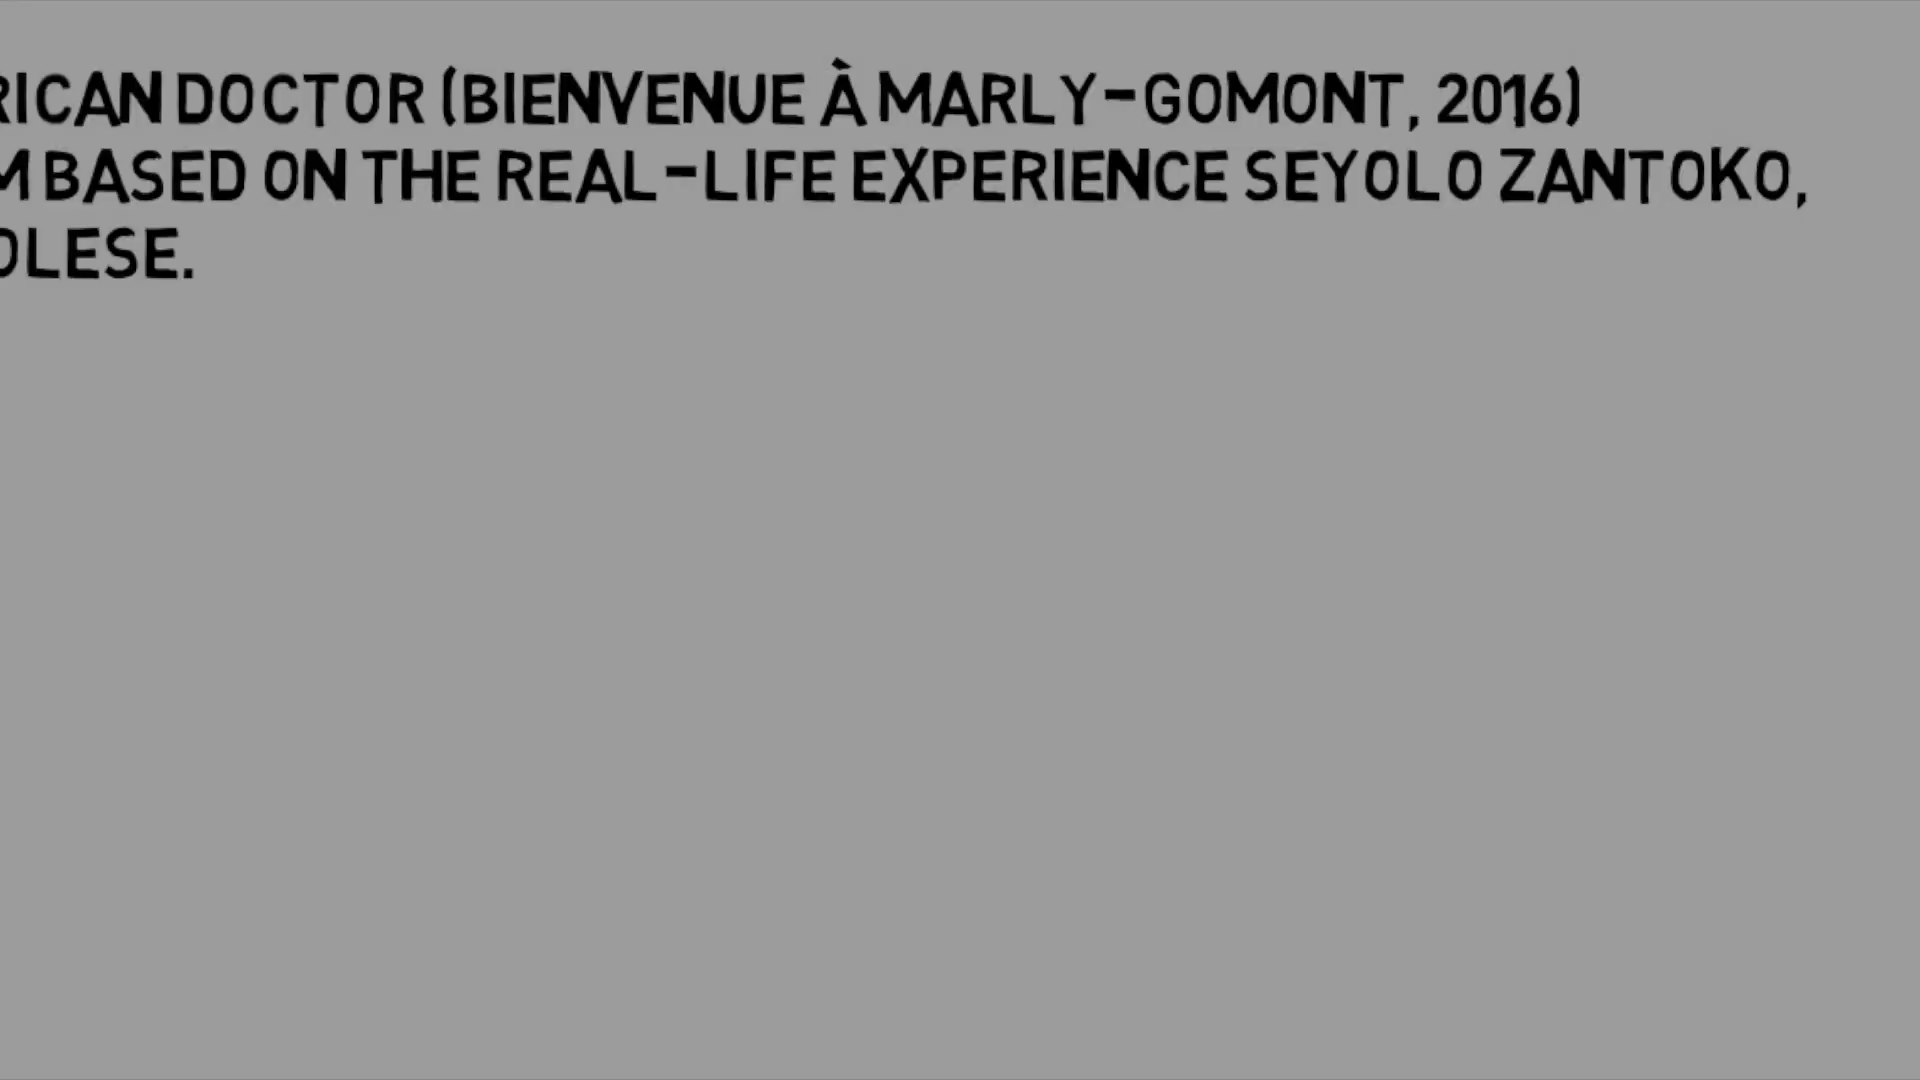 RICAN DOCTOR (BIENVENUE À MARLY-GOMONT, 2016)
M BASED ON THE REAL-LIFE EXPERIENCE SEYOLO ZANTOKO,
OLESE.